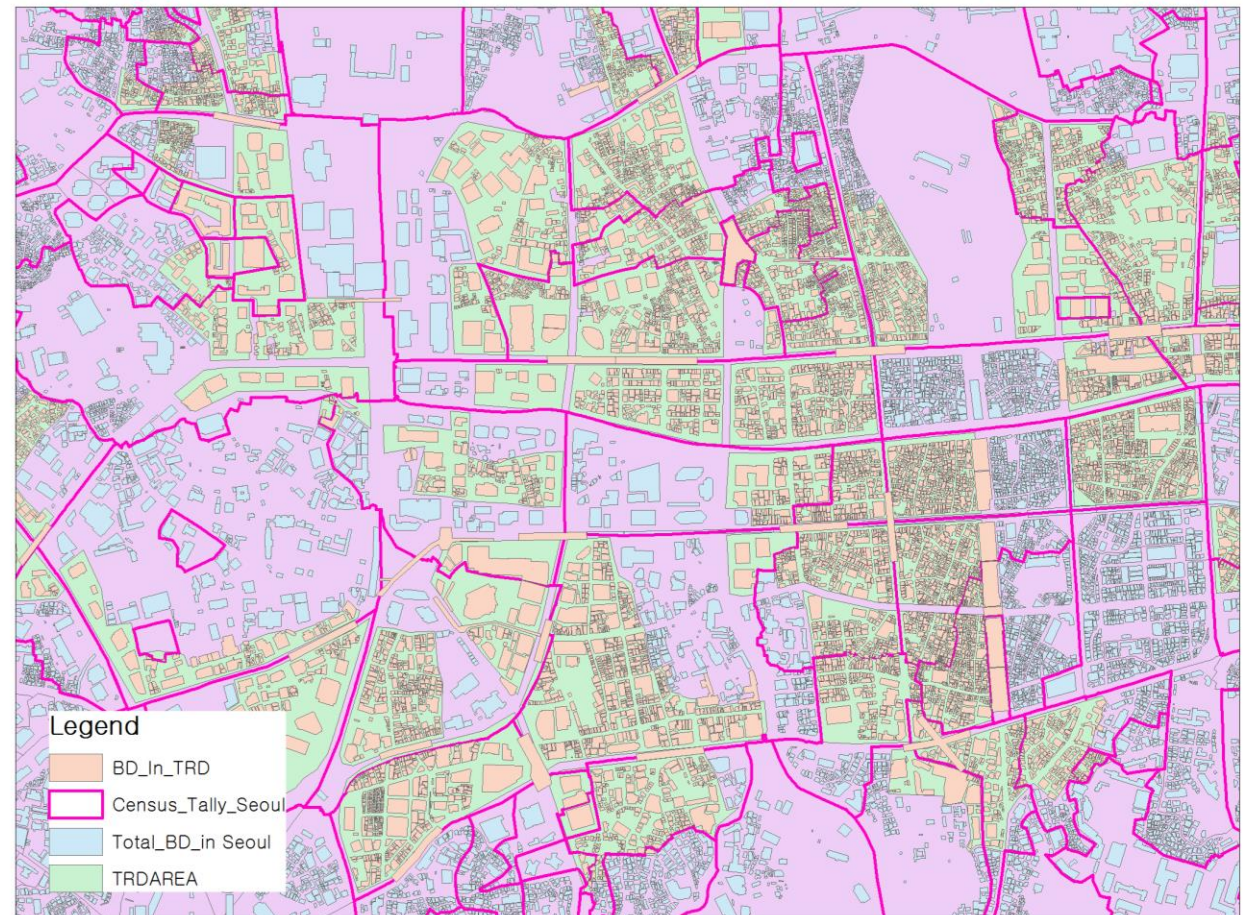 Legend
BD_In_TRD
Census_Tally_Seoul
Total_BD_in Seoul
TRDAREA